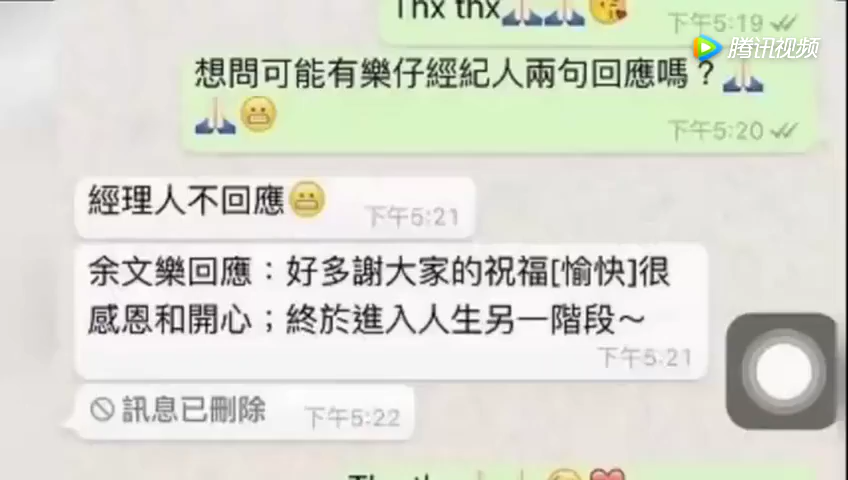 Thx thx🙏🙏😘
下午5:19
腾讯视频
想問可能有樂仔經紀人兩句回應嗎？🙏
🙏😬
下午5:20
經理人不回應😬
下午5:21
余文樂回應：好多謝大家的祝福[愉快]很
感恩和開心；終於進入人生另一階段～
下午5:21
訊息已刪除
下午5:22